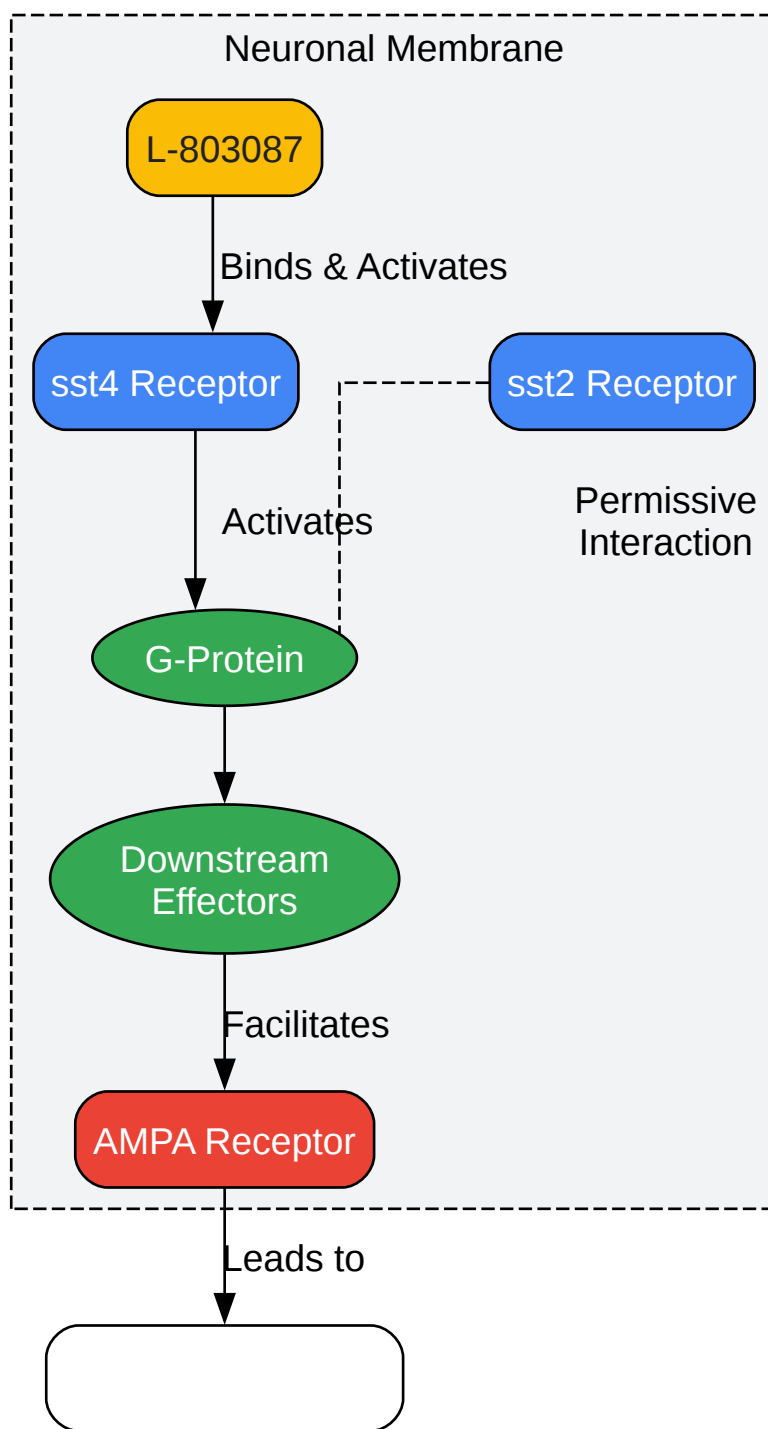 Neuronal Membrane
L-803087
Binds & Activates
sst4 Receptor
sst2 Receptor
Permissive
Interaction
Activates
G-Protein
Downstream
Effectors
Facilitates
AMPA Receptor
Leads to